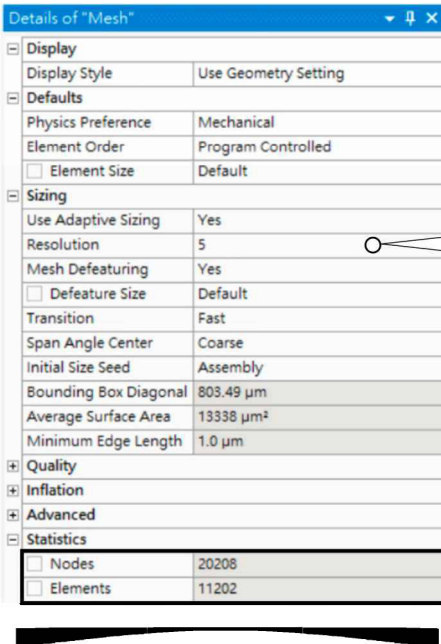 Details of "Mesh"
Display
Display Style Use Geometry Setting
Defaults
Physics Preference Mechanical
Element Order Program Controlled
Element Size Default
Sizing
Use Adaptive Sizing Yes
Resolution 5
Mesh Defeaturing Yes
Defeature Size Default
Transition Fast
Span Angle Center Coarse
Initial Size Seed Assembly
Bounding Box Diagonal 803.49 µm
Average Surface Area 13338 µm²
Minimum Edge Length 1.0 µm
Quality
Inflation
Advanced
Statistics
Nodes 20208
Elements 11202